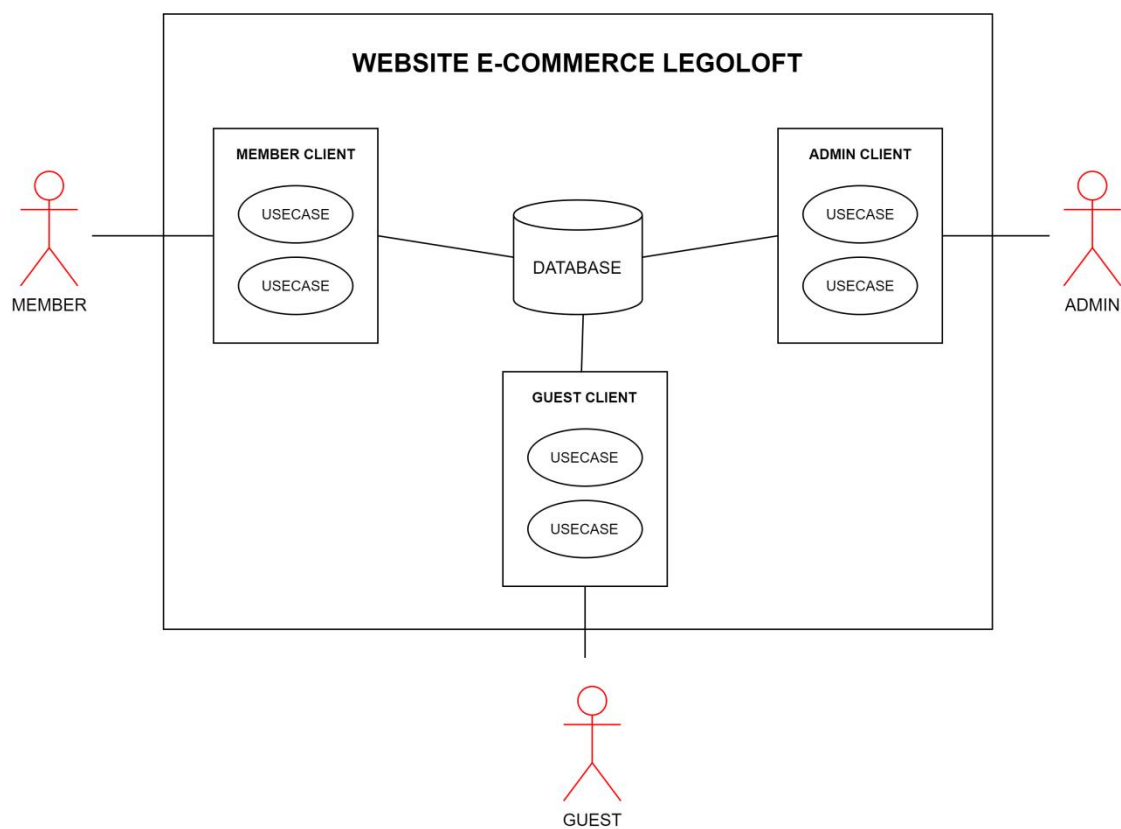 WEBSITE E-COMMERCE LEGOLOFT
MEMBER CLIENT
USECASE
USECASE
MEMBER
DATABASE
ADMIN CLIENT
USECASE
USECASE
ADMIN
GUEST CLIENT
USECASE
USECASE
GUEST